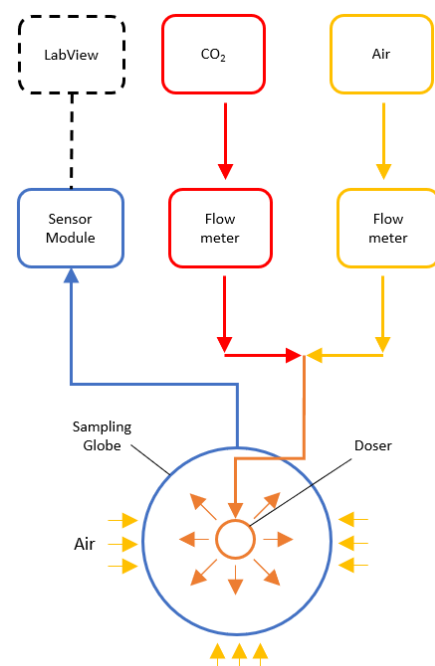 LabView
CO₂
Air
Sensor
Module
Flow
meter
Flow
meter
Sampling
Globe
Doser
Air